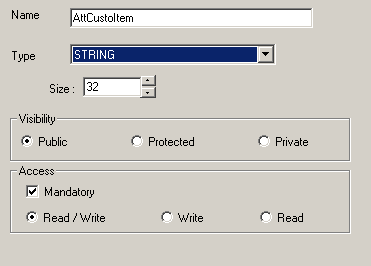 Name AttCustoItem
Type STRING
Size : 32
Visibility
Public Protected Private
Access
Mandatory
Read / Write Write Read